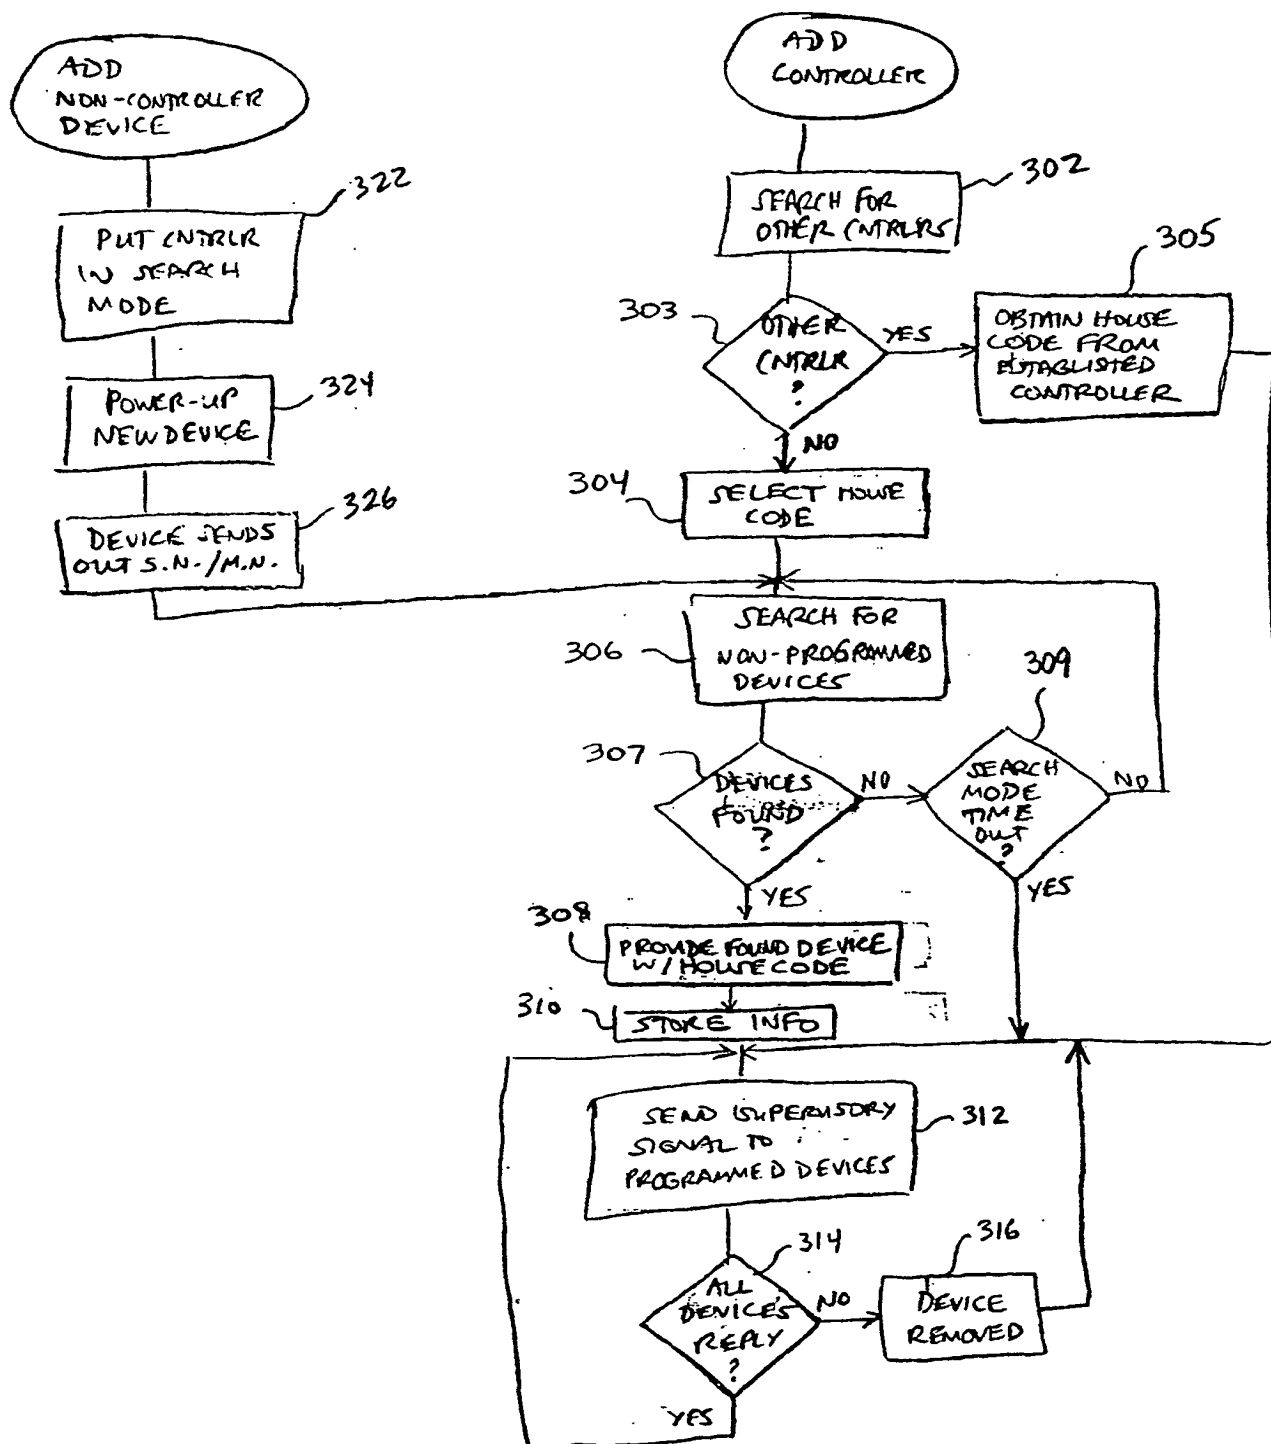 ADD
NON-CONTROLLER
DEVICE
322
PUT CNTRLR
IN SEARCH
MODE
324
POWER-UP
NEW DEVICE
326
DEVICE SENDS
OUT S.N./M.N.
ADD
CONTROLLER
302
SEARCH FOR
OTHER CNTRLRS
303
OTHER
CNTRLR
?
YES
305
OBTAIN HOUSE
CODE FROM
ESTABLISTED
CONTROLLER
NO
304
SELECT HOUSE
CODE
306
SEARCH FOR
NON-PROGRAMMED
DEVICES
307
DEVICES
FOUND
?
NO
309
SEARCH
MODE
TIME
OUT
?
NO
YES
YES
308
PROVIDE FOUND DEVICE
W/HOUSE CODE
310
STORE INFO
312
SEND SUPERVISORY
SIGNAL TO
PROGRAMMED DEVICES
314
ALL
DEVICES
REPLY
?
NO
316
DEVICE
REMOVED
YES